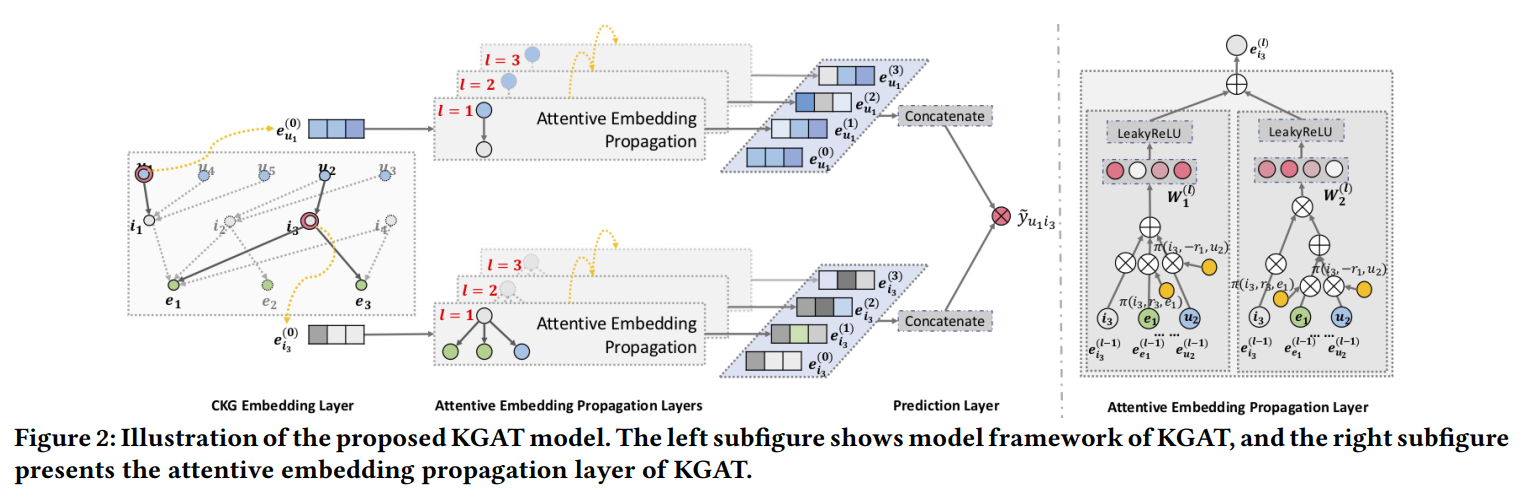 l = 3
l = 2
l = 1
Attentive Embedding
Propagation
e_{u_1}^{(0)}
e_{u_1}^{(3)}
e_{u_1}^{(2)}
e_{u_1}^{(1)}
e_{u_1}^{(0)}
Concatenate
u_4 u_5 u_2 u_3
i_1 i_2 i_3
e_1 e_2 e_3
ỹ_{u_1 i_3}
l = 3
l = 2
l = 1
Attentive Embedding
Propagation
e_{i_3}^{(0)}
e_{i_3}^{(3)}
e_{i_3}^{(2)}
e_{i_3}^{(1)}
e_{i_3}^{(0)}
Concatenate
CKG Embedding Layer
Attentive Embedding Propagation Layers
Prediction Layer
e_{i_3}^{(l)}
LeakyReLU
W_1^{(l)}
π(i_3, −r_1, u_2)
π(i_3, r_3, e_1)
i_3 e_1 u_2
... ...
e_{i_3}^{(l-1)} e_{e_1}^{(l-1)} e_{u_2}^{(l-1)}
LeakyReLU
W_2^{(l)}
π(i_3, −r_1, u_2)
π(i_3, r_3, e_1)
i_3 e_1 u_2
... ...
e_{i_3}^{(l-1)} e_{e_1}^{(l-1)} e_{u_2}^{(l-1)}
Attentive Embedding Propagation Layer
Figure 2: Illustration of the proposed KGAT model. The left subfigure shows model framework of KGAT, and the right subfigure
presents the attentive embedding propagation layer of KGAT.